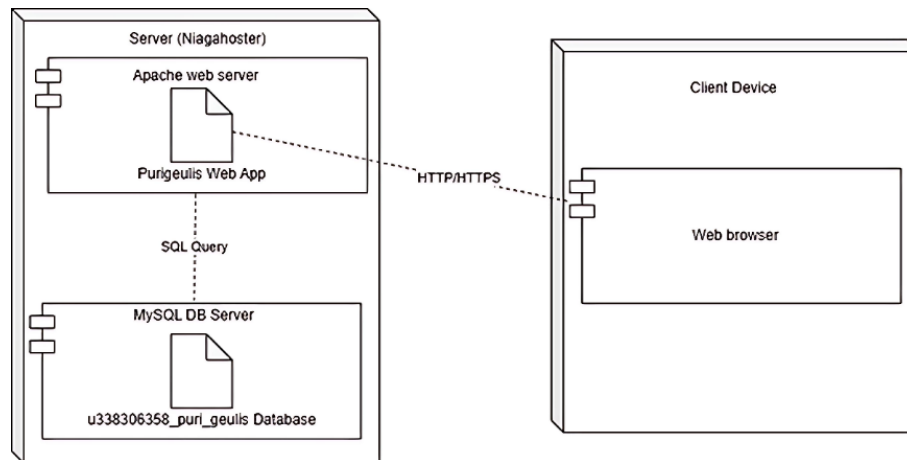 Server (Niagahoster)
Apache web server
Purigeulis Web App
SQL Query
MySQL DB Server
u338306358_puri_geulis Database
HTTP/HTTPS
Client Device
Web browser